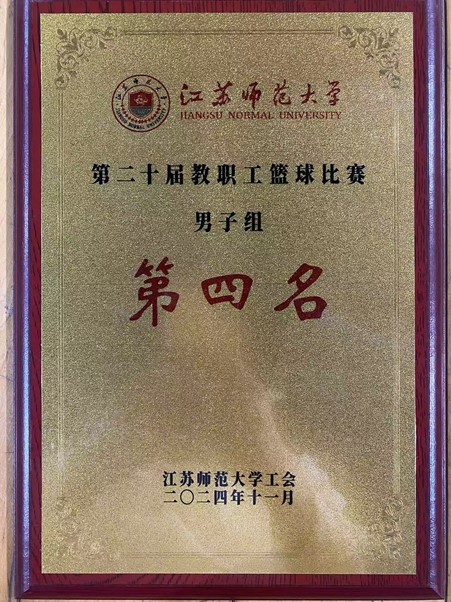 江苏师范大学
JIANGSU NORMAL UNIVERSITY
第二十届教职工篮球比赛
男子组
第四名
江苏师范大学工会
二〇二四年十一月